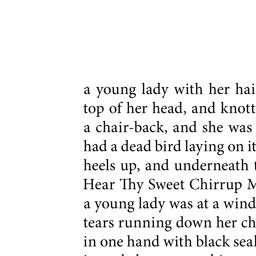 a young lady with her hai
top of her head, and knott
a chair-back, and she was
had a dead bird laying on it
heels up, and underneath t
Hear Thy Sweet Chirrup M
a young lady was at a wind
tears running down her ch
in one hand with black seal